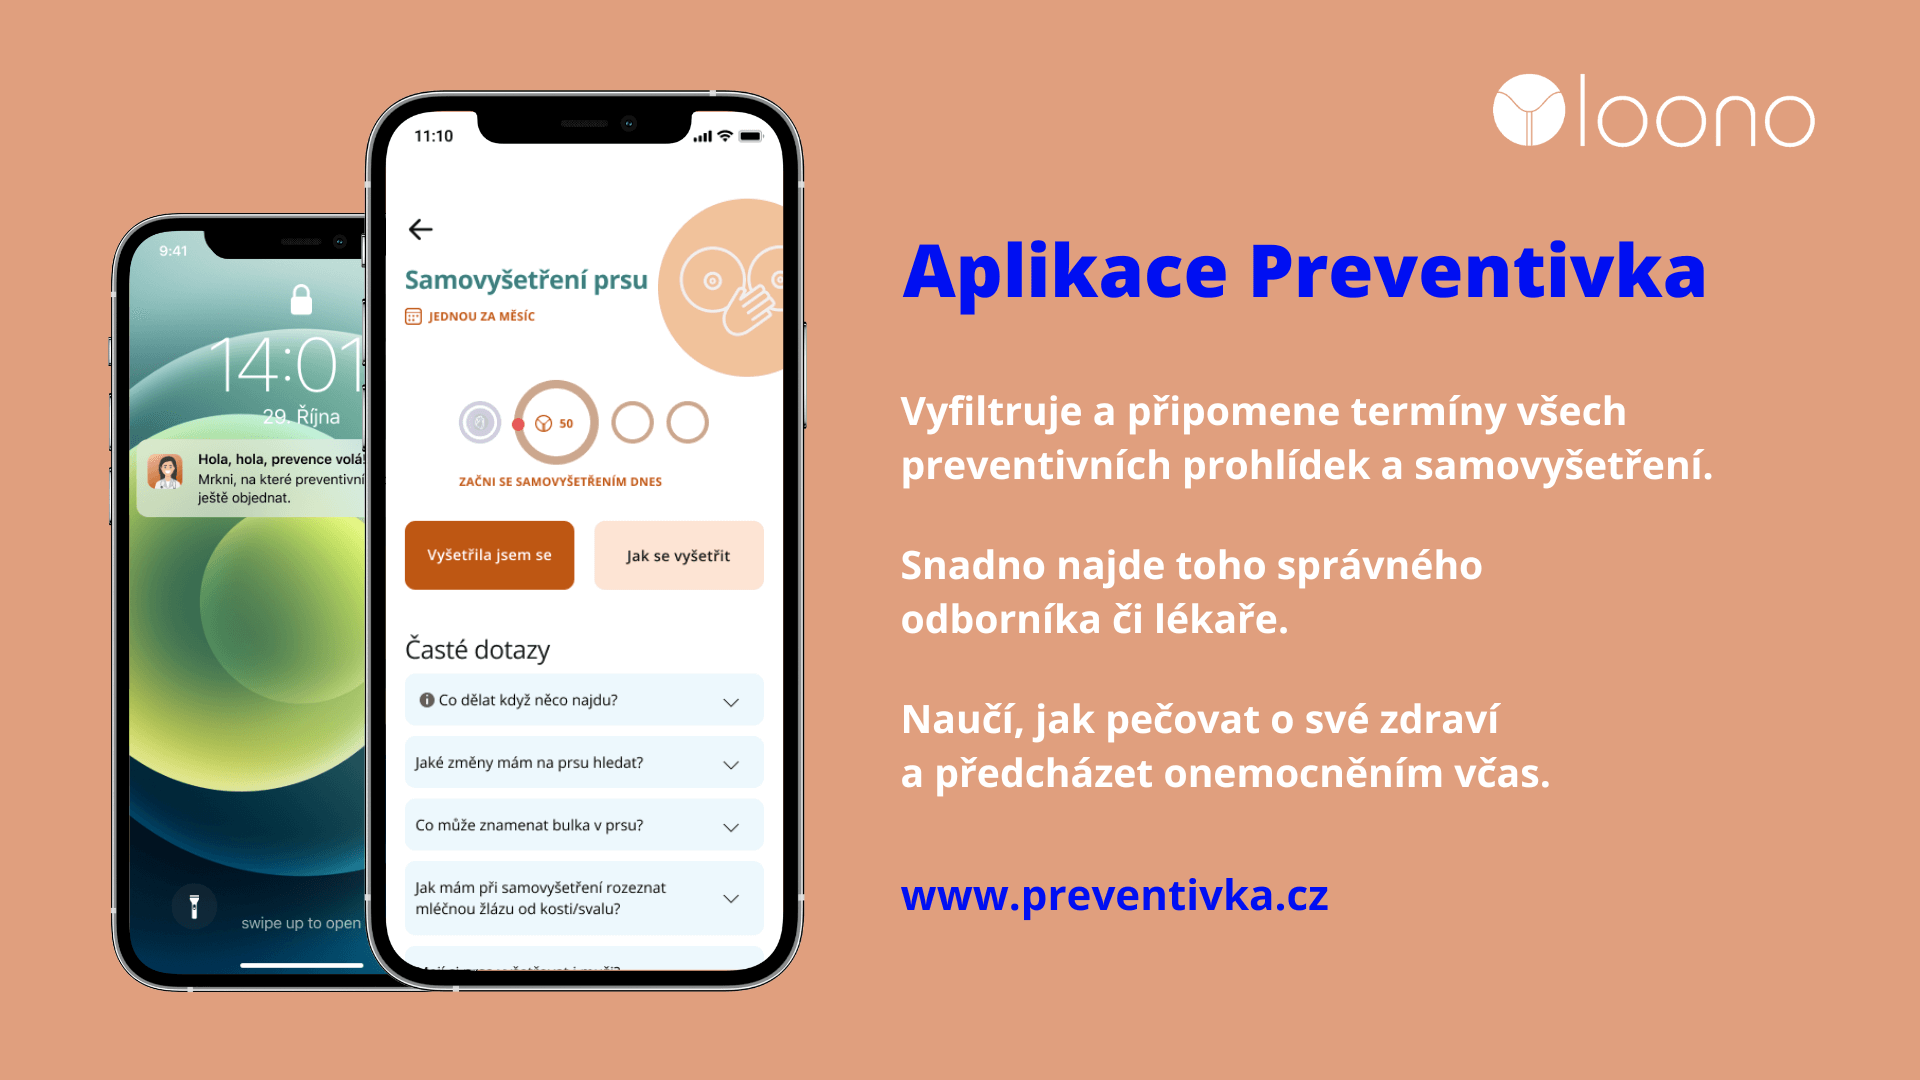 loono
Aplikace Preventivka
Vyfiltruje a připomene termíny všech
preventivních prohlídek a samovyšetření.
Snadno najde toho správného
odborníka či lékaře.
Naučí, jak pečovat o své zdraví
a předcházet onemocněním včas.
www.preventivka.cz
9:41
14:01
29. Října
Hola, hola, prevence volá!
Mrkni, na které preventivní
ještě objednat.
swipe up to open
11:10
Samovyšetření prsu
JEDNOU ZA MĚSÍC
50
ZAČNI SE SAMOVYŠETŘENÍM DNES
Vyšetřila jsem se
Jak se vyšetřit
Časté dotazy
Co dělat když něco najdu?
Jaké změny mám na prsu hledat?
Co může znamenat bulka v prsu?
Jak mám při samovyšetření rozeznat
mléčnou žlázu od kosti/svalu?